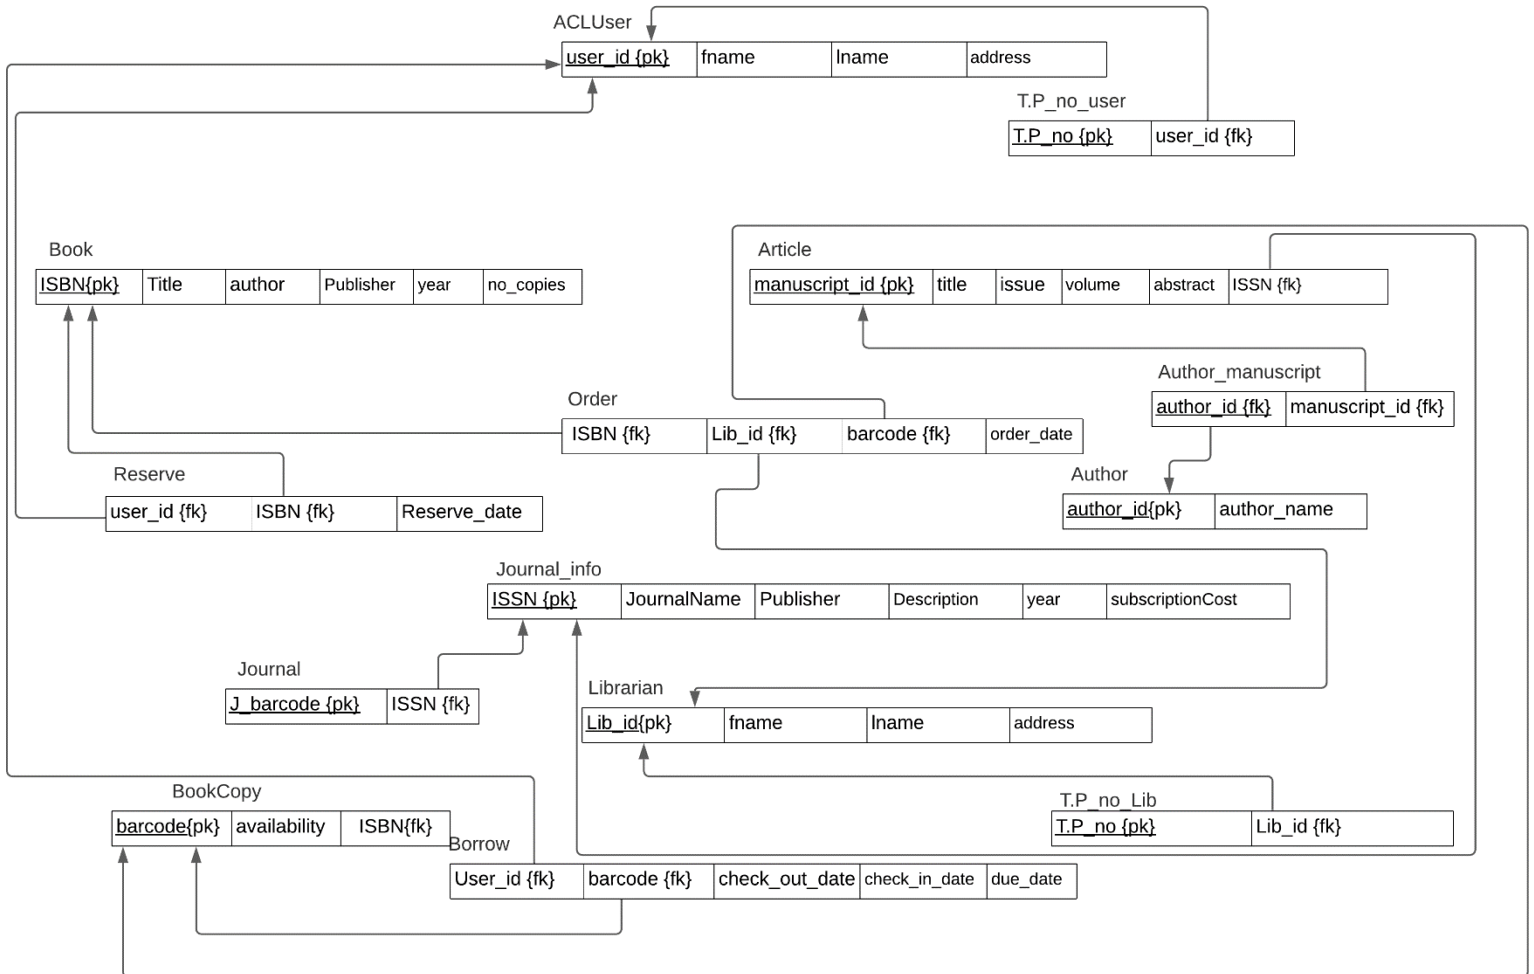 ACLUser
user_id {pk} fname lname address
T.P_no_user
T.P_no {pk} user_id {fk}
Book
ISBN{pk} Title author Publisher year no_copies
Article
manuscript_id {pk} title issue volume abstract ISSN {fk}
Author_manuscript
author_id {fk} manuscript_id {fk}
Order
ISBN {fk} Lib_id {fk} barcode {fk} order_date
Reserve
user_id {fk} ISBN {fk} Reserve_date
Author
author_id{pk} author_name
Journal_info
ISSN {pk} JournalName Publisher Description year subscriptionCost
Journal
J_barcode {pk} ISSN {fk}
Librarian
Lib_id{pk} fname lname address
T.P_no_Lib
T.P_no {pk} Lib_id {fk}
BookCopy
barcode{pk} availability ISBN{fk}
Borrow
User_id {fk} barcode {fk} check_out_date check_in_date due_date